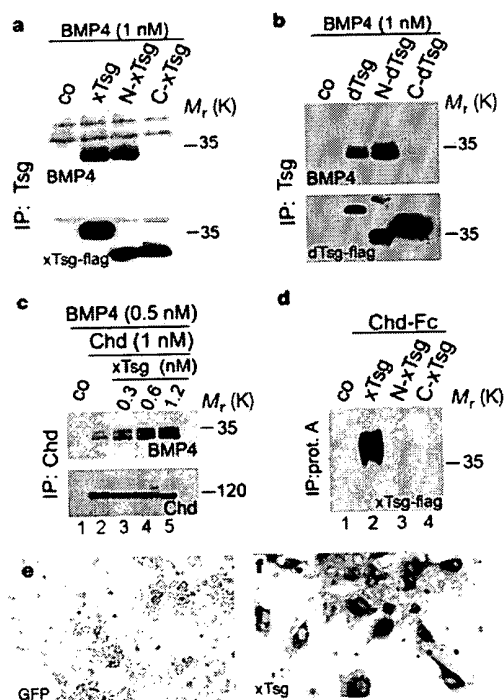 a
BMP4 (1 nM)
co
xTsg
N-xTsg
C-xTsg
Mr (K)
–35
BMP4
IP: Tsg
–35
xTsg-flag
b
BMP4 (1 nM)
co
dTsg
N-dTsg
C-dTsg
Mr (K)
–35
BMP4
IP: Tsg
–35
dTsg-flag
c
BMP4 (0.5 nM)
Chd (1 nM)
xTsg (nM)
co
0.3
0.6
1.2
Mr (K)
–35
BMP4
IP: Chd
–120
Chd
1 2 3 4 5
d
Chd-Fc
co
xTsg
N-xTsg
C-xTsg
Mr (K)
–35
IP:prot. A
xTsg-flag
1 2 3 4
e
GFP
f
xTsg